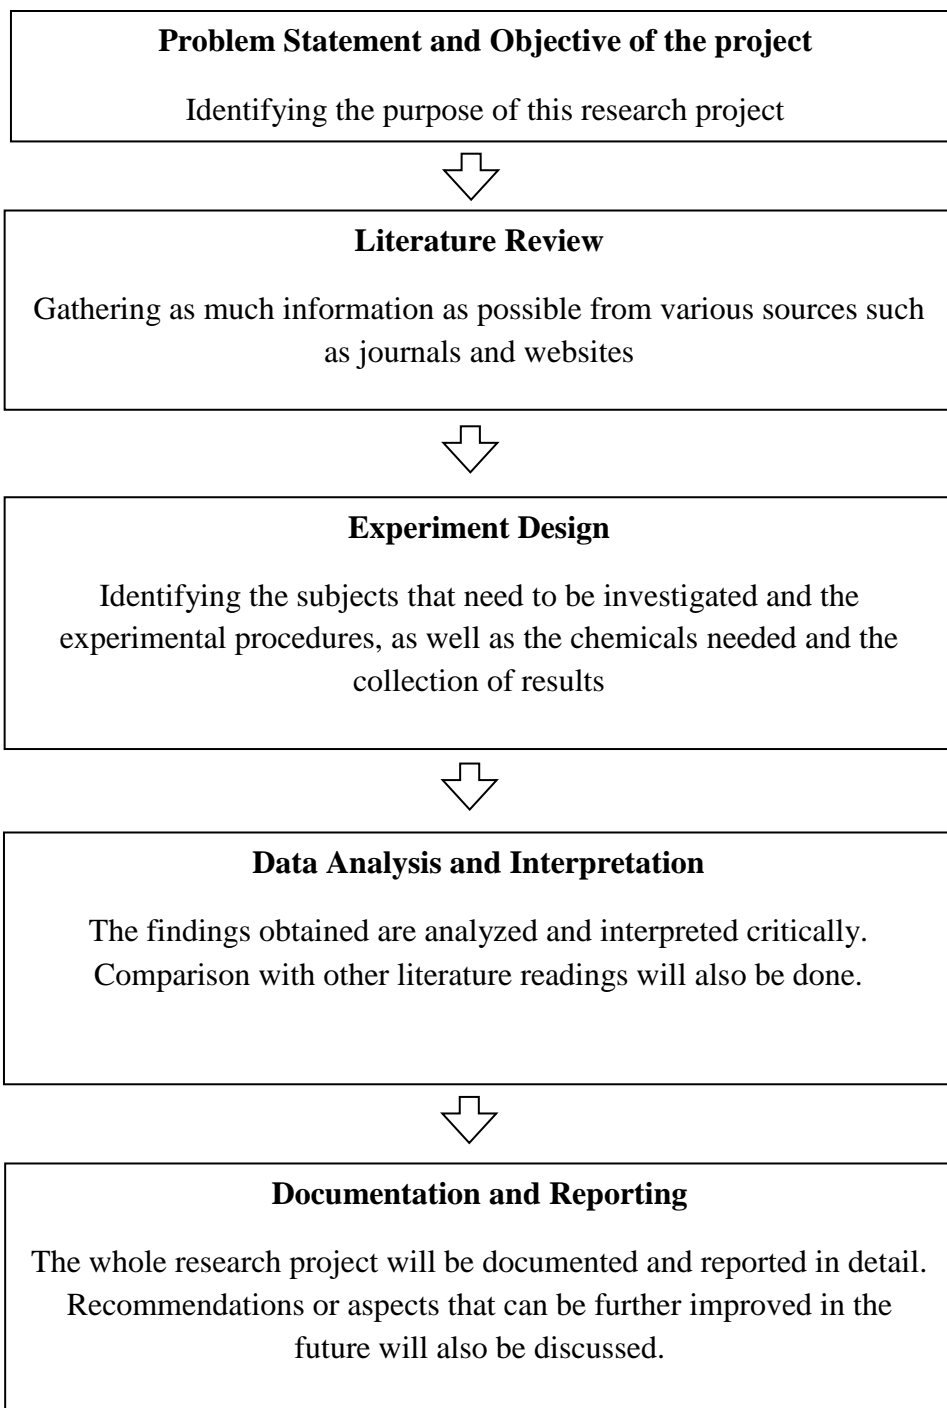 Problem Statement and Objective of the project
Identifying the purpose of this research project
Literature Review
Gathering as much information as possible from various sources such
as journals and websites
Experiment Design
Identifying the subjects that need to be investigated and the
experimental procedures, as well as the chemicals needed and the
collection of results
Data Analysis and Interpretation
The findings obtained are analyzed and interpreted critically.
Comparison with other literature readings will also be done.
Documentation and Reporting
The whole research project will be documented and reported in detail.
Recommendations or aspects that can be further improved in the
future will also be discussed.